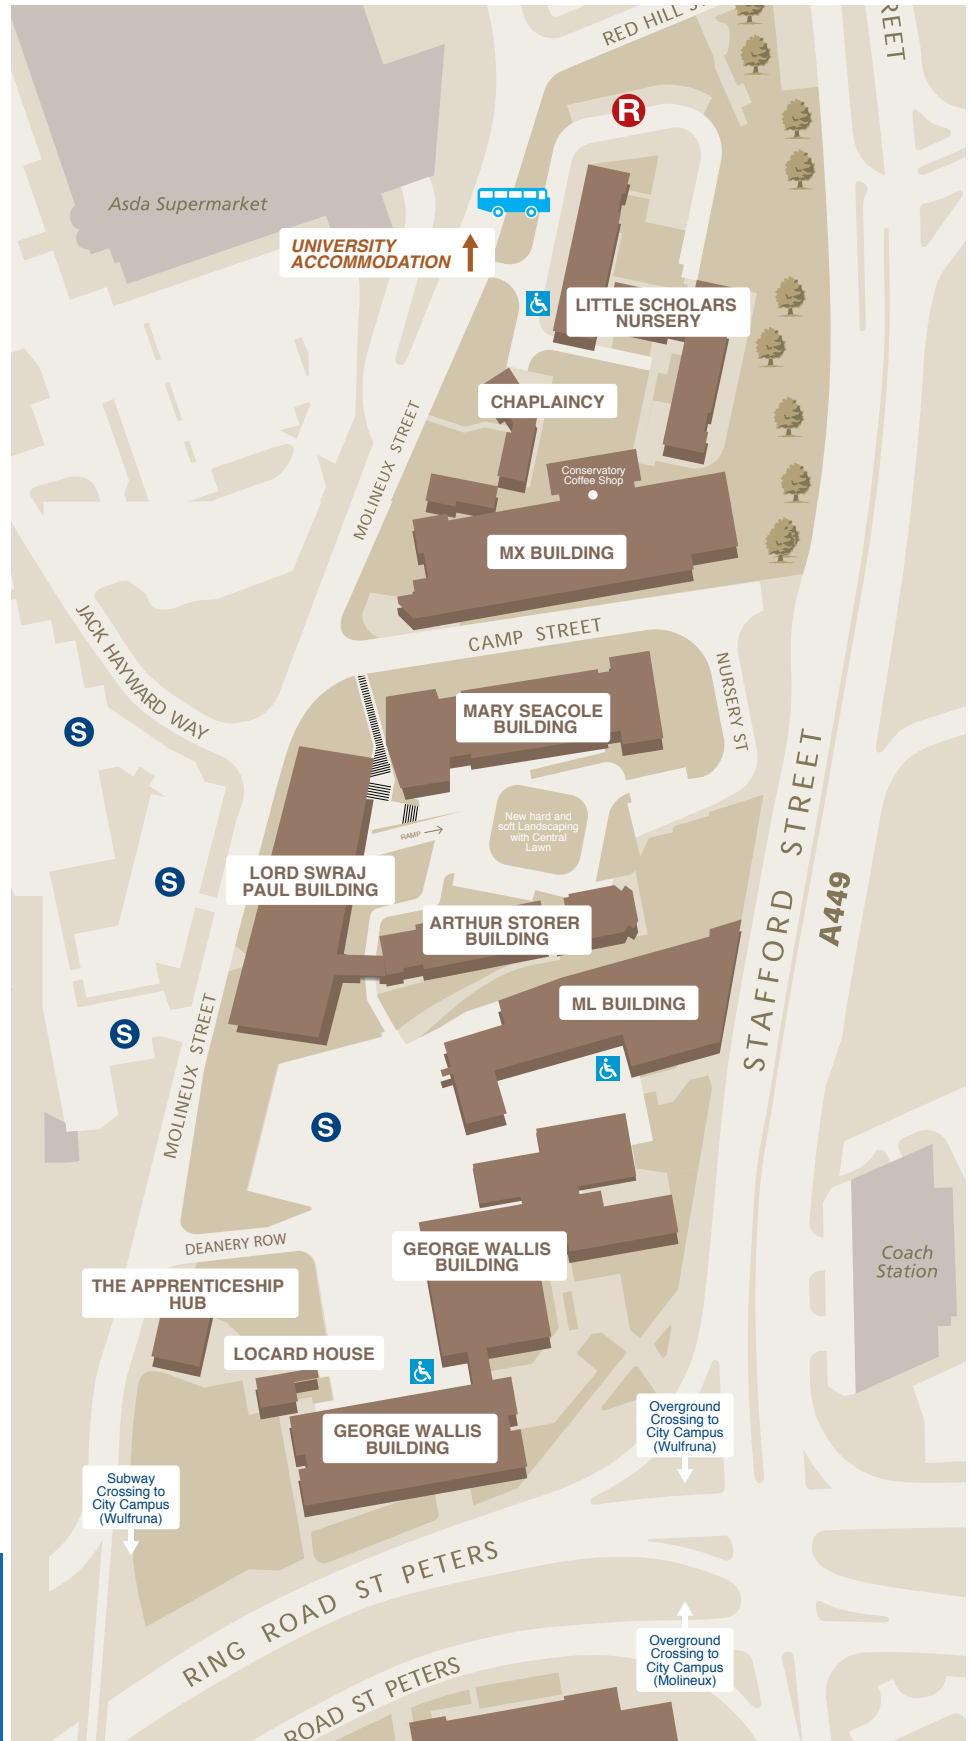 RED HILL S
REET
R
Asda Supermarket
UNIVERSITY
ACCOMMODATION
LITTLE SCHOLARS
NURSERY
CHAPLAINCY
MOLINEUX STREET
Conservatory
Coffee Shop
MX BUILDING
CAMP STREET
JACK HAYWARD WAY
NURSERY ST
MARY SEACOLE
BUILDING
S
STAFFORD STREET
A449
New hard and
soft Landscaping
with Central
Lawn
RAMP
LORD SWRAJ
PAUL BUILDING
S
ARTHUR STORER
BUILDING
ML BUILDING
S
MOLINEUX STREET
S
DEANERY ROW
GEORGE WALLIS
BUILDING
Coach
Station
THE APPRENTICESHIP
HUB
LOCARD HOUSE
GEORGE WALLIS
BUILDING
Overground
Crossing to
City Campus
(Wulfruna)
Subway
Crossing to
City Campus
(Wulfruna)
RING ROAD ST PETERS
Overground
Crossing to
City Campus
(Molineux)
ROAD ST PETERS